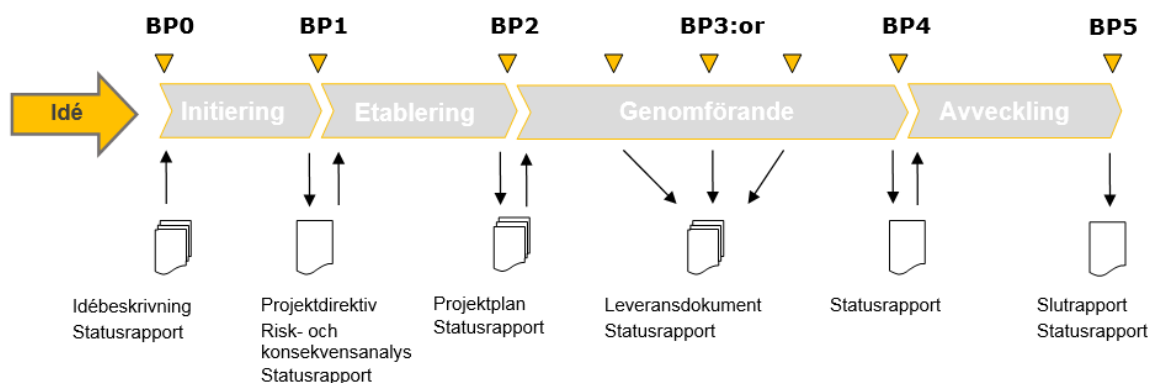 BP0
BP1
BP2
BP3:or
BP4
BP5
Idé
Initiering
Etablering
Genomförande
Avveckling
Idébeskrivning
Statusrapport
Projektdirektiv
Risk- och
konsekvensanalys
Statusrapport
Projektplan
Statusrapport
Leveransdokument
Statusrapport
Statusrapport
Slutrapport
Statusrapport